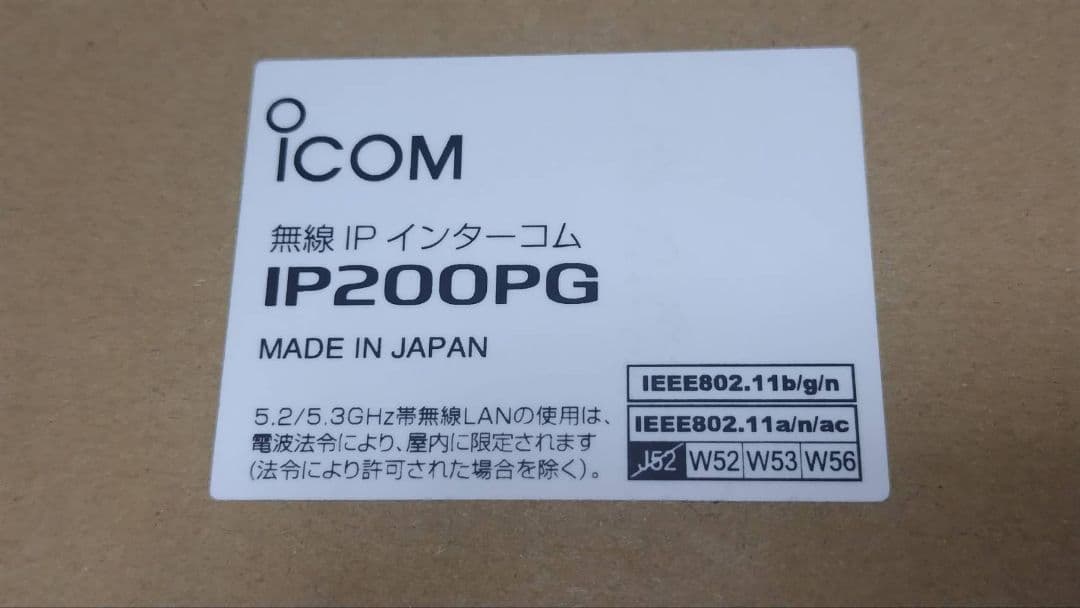 iCOM
無線 IP インターコム
IP200PG
MADE IN JAPAN
5.2/5.3GHz帯無線LANの使用は、
電波法令により、屋内に限定されます
(法令により許可された場合を除く)。
IEEE802.11b/g/n
IEEE802.11a/n/ac
J52 W52 W53 W56